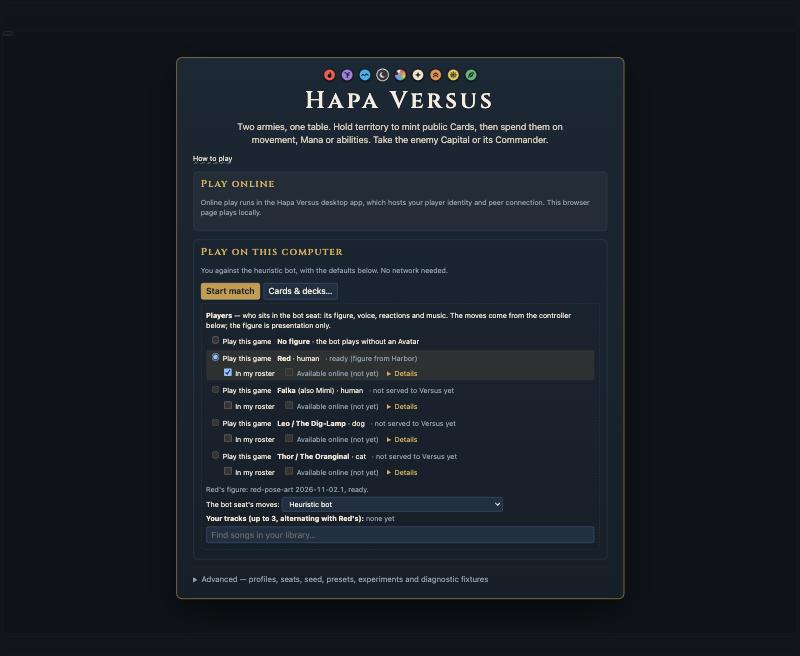 HAPA VERSUS
Two armies, one table. Hold territory to mint public Cards, then spend them on
movement, Mana or abilities. Take the enemy Capital or its Commander.
How to play
PLAY ONLINE
Online play runs in the Hapa Versus desktop app, which hosts your player identity and peer connection. This browser
page plays locally.
PLAY ON THIS COMPUTER
You against the heuristic bot, with the defaults below. No network needed.
Start match Cards & decks...
Players — who sits in the bot seat: its figure, voice, reactions and music. The moves come from the controller
below; the figure is presentation only.
Play this game No figure · the bot plays without an Avatar
Play this game Red · human · ready (figure from Harbor)
In my roster Available online (not yet) ▸ Details
Play this game Falka (also Mimi) · human · not served to Versus yet
In my roster Available online (not yet) ▸ Details
Play this game Leo / The Dig-Lamp · dog · not served to Versus yet
In my roster Available online (not yet) ▸ Details
Play this game Thor / The Oranginal · cat · not served to Versus yet
In my roster Available online (not yet) ▸ Details
Red's figure: red-pose-art 2026-11-02.1, ready.
The bot seat's moves: Heuristic bot
Your tracks (up to 3, alternating with Red's): none yet
Find songs in your library...
▸ Advanced — profiles, seats, seed, presets, experiments and diagnostic fixtures